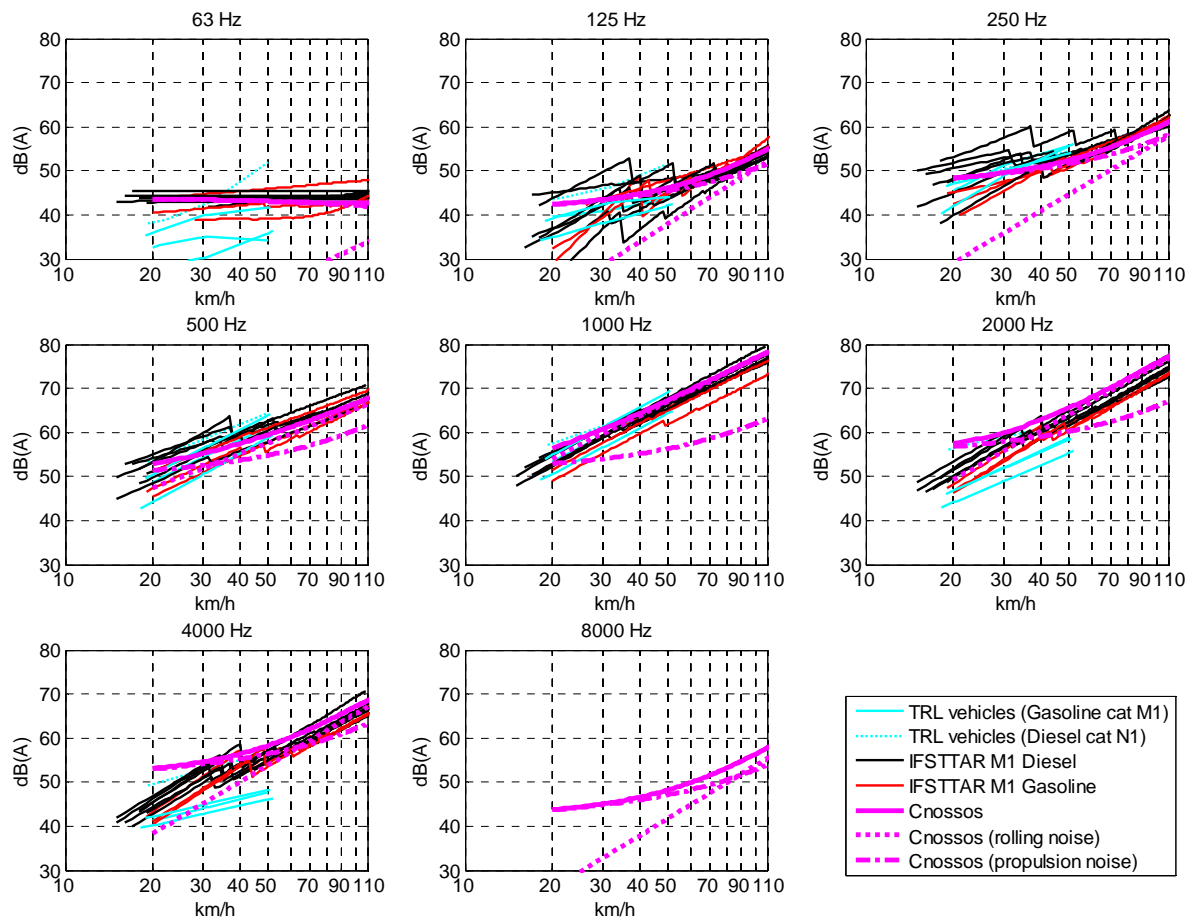 63 Hz
125 Hz
250 Hz
80
70
60
50
40
30
dB(A)
10 20 30 40 50 70 90 110
km/h
80
70
60
50
40
30
dB(A)
10 20 30 40 50 70 90 110
km/h
80
70
60
50
40
30
dB(A)
10 20 30 40 50 70 90 110
km/h
500 Hz
1000 Hz
2000 Hz
80
70
60
50
40
30
dB(A)
10 20 30 40 50 70 90 110
km/h
80
70
60
50
40
30
dB(A)
10 20 30 40 50 70 90 110
km/h
80
70
60
50
40
30
dB(A)
10 20 30 40 50 70 90 110
km/h
4000 Hz
8000 Hz
80
70
60
50
40
30
dB(A)
10 20 30 40 50 70 90 110
km/h
80
70
60
50
40
30
dB(A)
10 20 30 40 50 70 90 110
km/h
TRL vehicles (Gasoline cat M1)
TRL vehicles (Diesel cat N1)
IFSTTAR M1 Diesel
IFSTTAR M1 Gasoline
Cnossos
Cnossos (rolling noise)
Cnossos (propulsion noise)